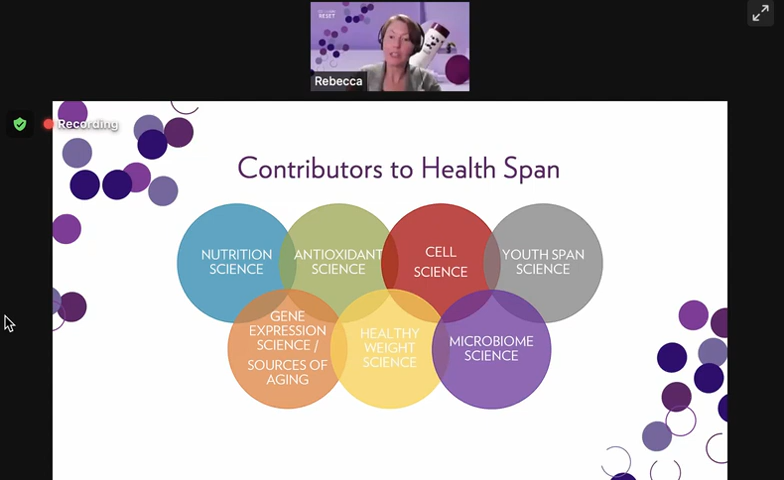 RESET
Rebecca
Recording
Contributors to Health Span
NUTRITION
SCIENCE
ANTIOXIDANT
SCIENCE
CELL
SCIENCE
YOUTH SPAN
SCIENCE
GENE
EXPRESSION
SCIENCE /
SOURCES OF
AGING
HEALTHY
WEIGHT
SCIENCE
MICROBIOME
SCIENCE